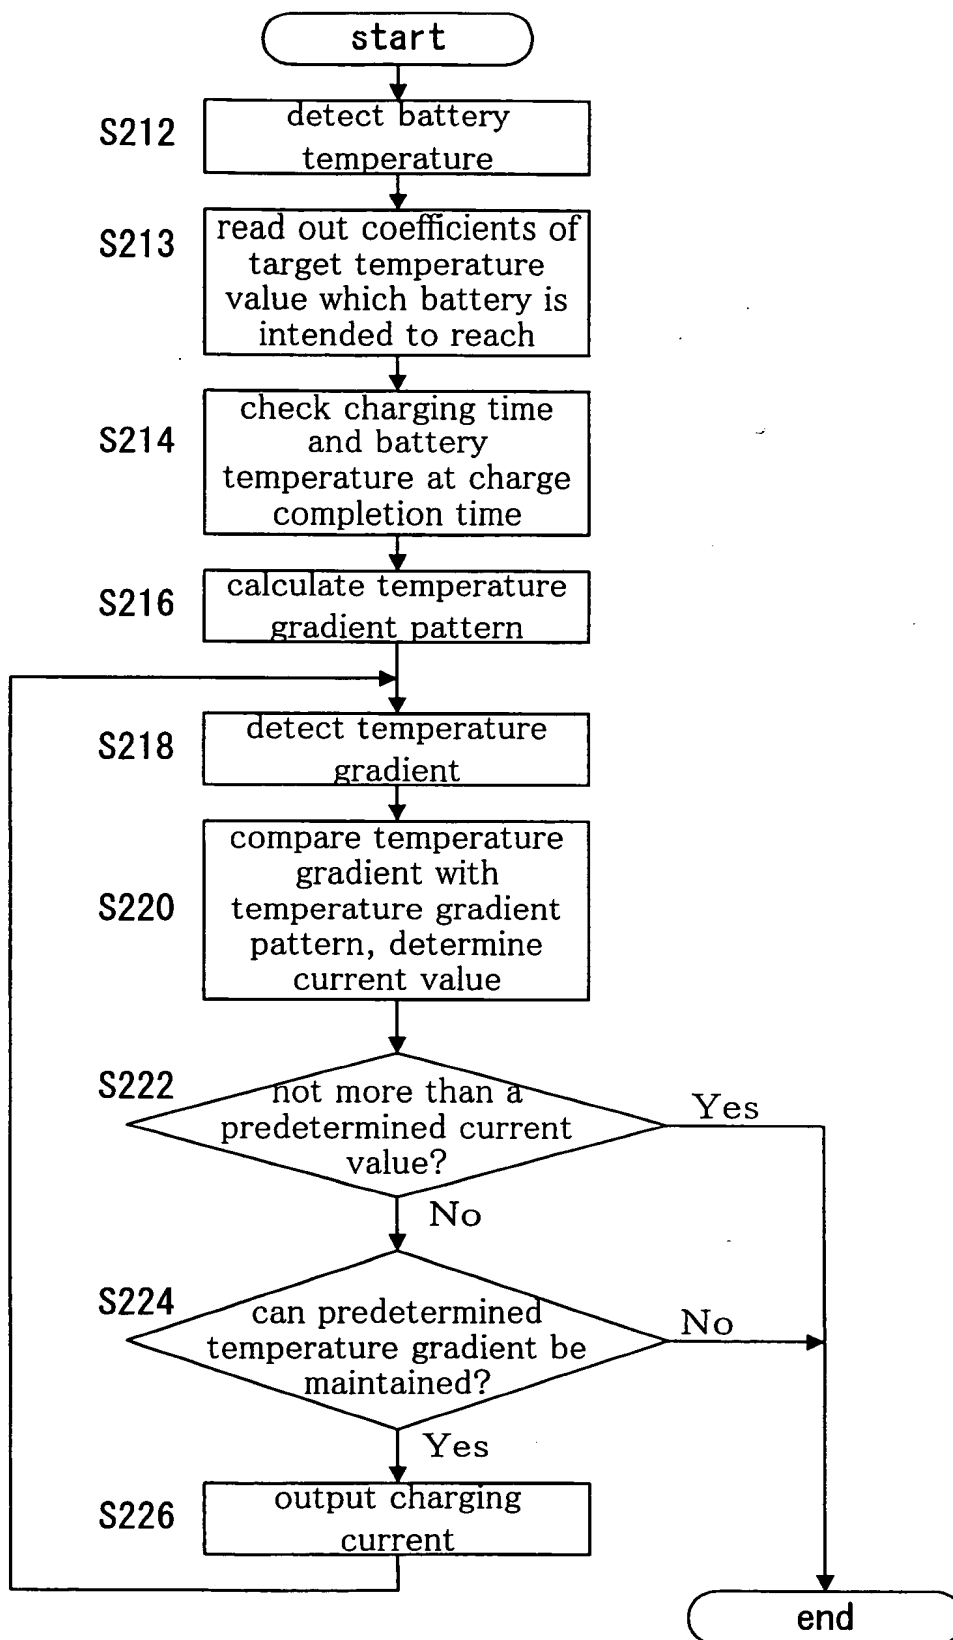 start
S212
detect battery
temperature
S213
read out coefficients of
target temperature
value which battery is
intended to reach
S214
check charging time
and battery
temperature at charge
completion time
S216
calculate temperature
gradient pattern
S218
detect temperature
gradient
S220
compare temperature
gradient with
temperature gradient
pattern, determine
current value
S222
not more than a
predetermined current
value?
Yes
No
S224
can predetermined
temperature gradient be
maintained?
No
Yes
S226
output charging
current
end